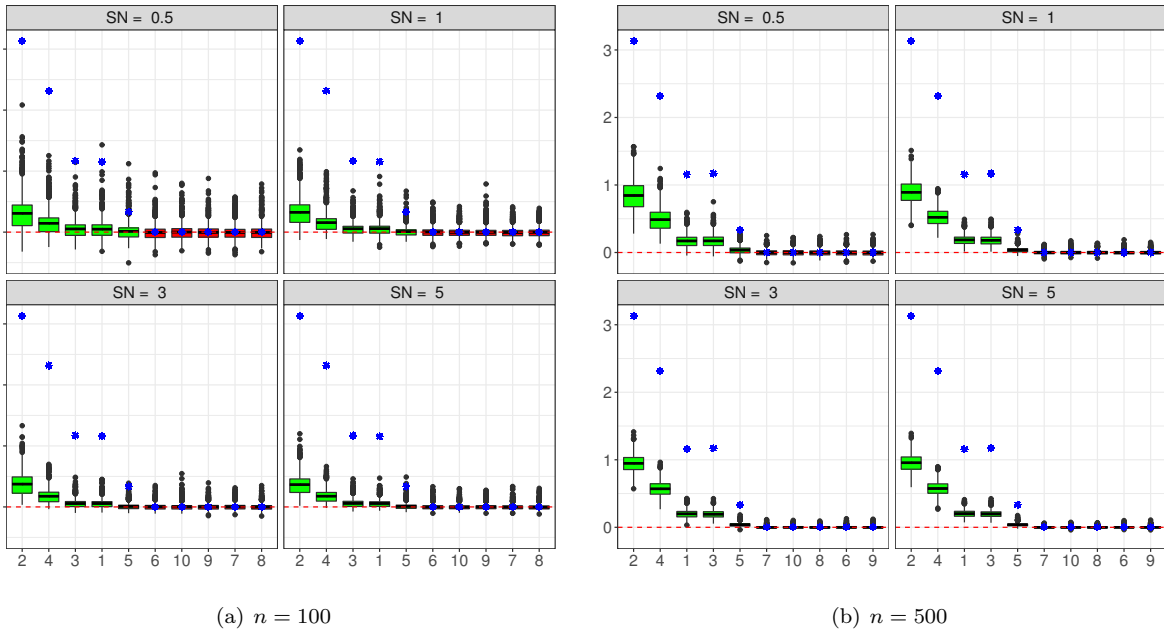 SN = 0.5
SN = 1
SN = 3
SN = 5
2 4 3 1 5 6 10 9 7 8
2 4 3 1 5 6 10 9 7 8
(a) n = 100
SN = 0.5
SN = 1
3
2
1
0
SN = 3
SN = 5
3
2
1
0
2 4 1 3 5 7 10 8 6 9
2 4 1 3 5 7 10 8 6 9
(b) n = 500